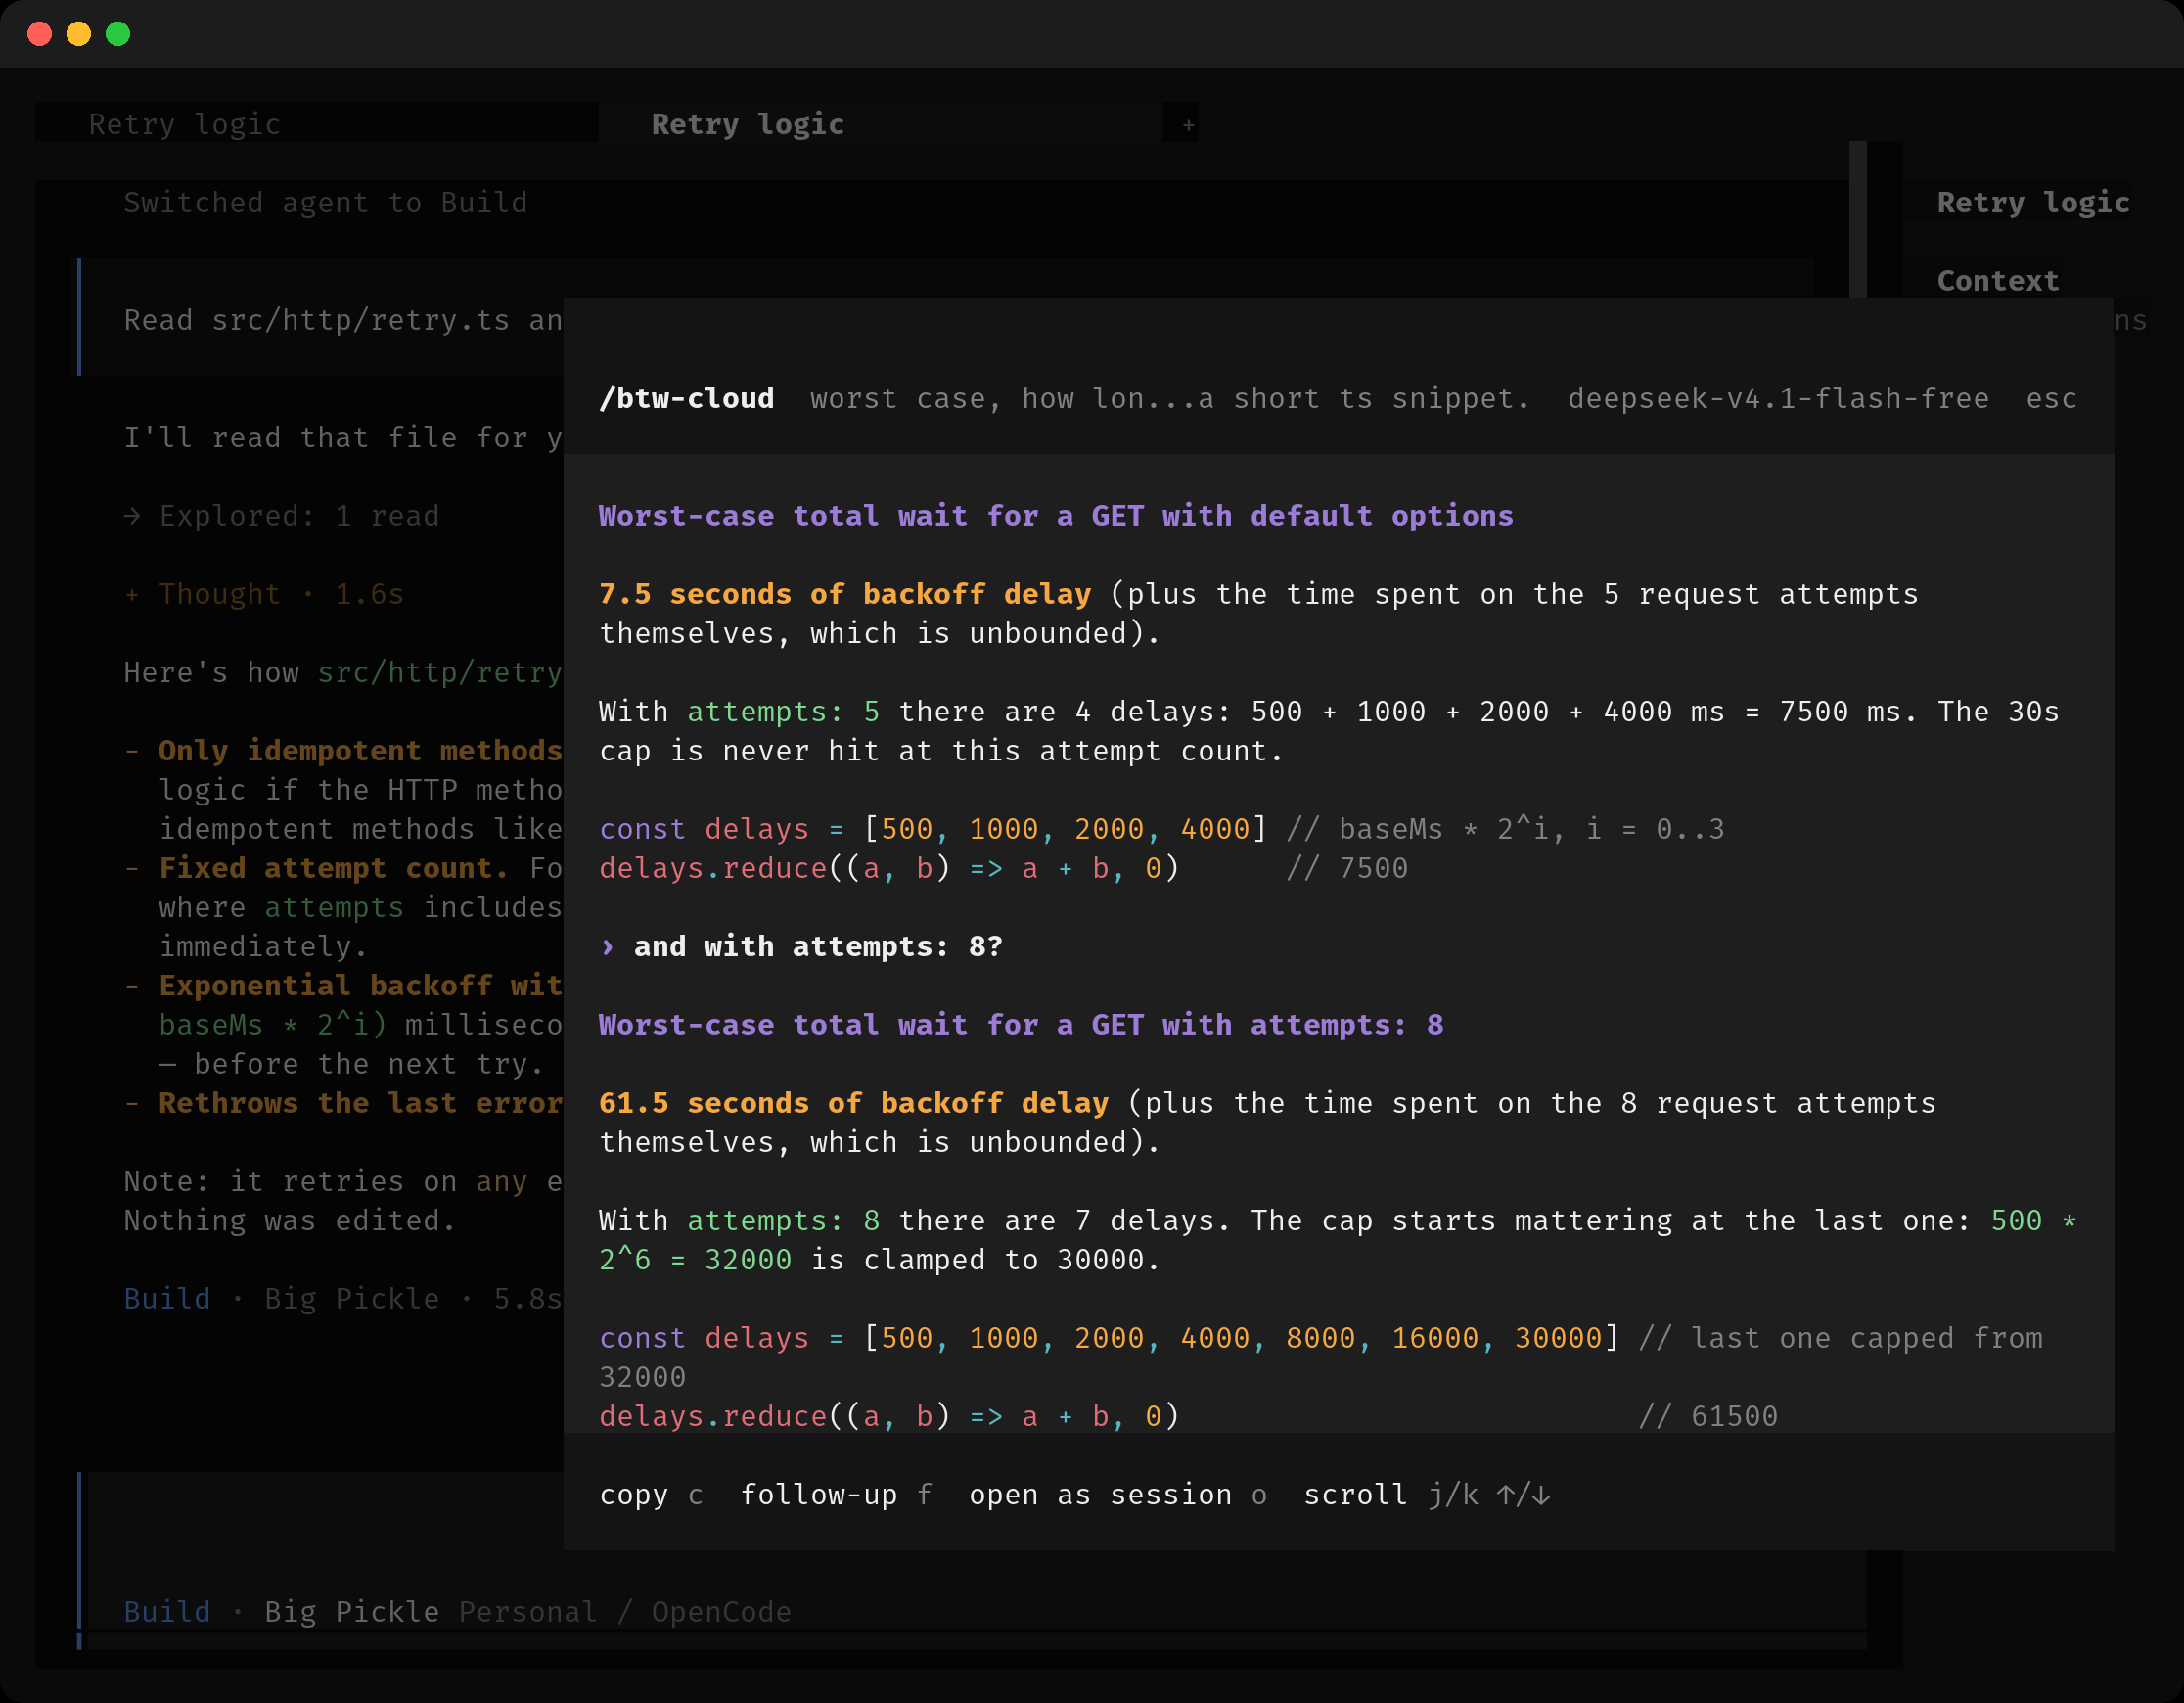 Retry logic
Retry logic
+
Switched agent to Build
Retry logic
Context
Read src/http/retry.ts an
ns
/btw-cloud worst case, how lon...a short ts snippet. deepseek-v4.1-flash-free esc
I'll read that file for y
Worst-case total wait for a GET with default options
→ Explored: 1 read
7.5 seconds of backoff delay (plus the time spent on the 5 request attempts
+ Thought · 1.6s
themselves, which is unbounded).
Here's how src/http/retry
With attempts: 5 there are 4 delays: 500 + 1000 + 2000 + 4000 ms = 7500 ms. The 30s
- Only idempotent methods
cap is never hit at this attempt count.
logic if the HTTP metho
const delays = [500, 1000, 2000, 4000] // baseMs * 2^i, i = 0..3
idempotent methods like
delays.reduce((a, b) => a + b, 0)      // 7500
- Fixed attempt count. Fo
where attempts includes
› and with attempts: 8?
immediately.
- Exponential backoff wit
Worst-case total wait for a GET with attempts: 8
baseMs * 2^i) milliseco
— before the next try.
61.5 seconds of backoff delay (plus the time spent on the 8 request attempts
- Rethrows the last error
themselves, which is unbounded).
Note: it retries on any e
With attempts: 8 there are 7 delays. The cap starts mattering at the last one: 500 *
Nothing was edited.
2^6 = 32000 is clamped to 30000.
Build · Big Pickle · 5.8s
const delays = [500, 1000, 2000, 4000, 8000, 16000, 30000] // last one capped from
32000
delays.reduce((a, b) => a + b, 0)                          // 61500
copy c follow-up f open as session o scroll j/k ↑/↓
Build · Big Pickle Personal / OpenCode